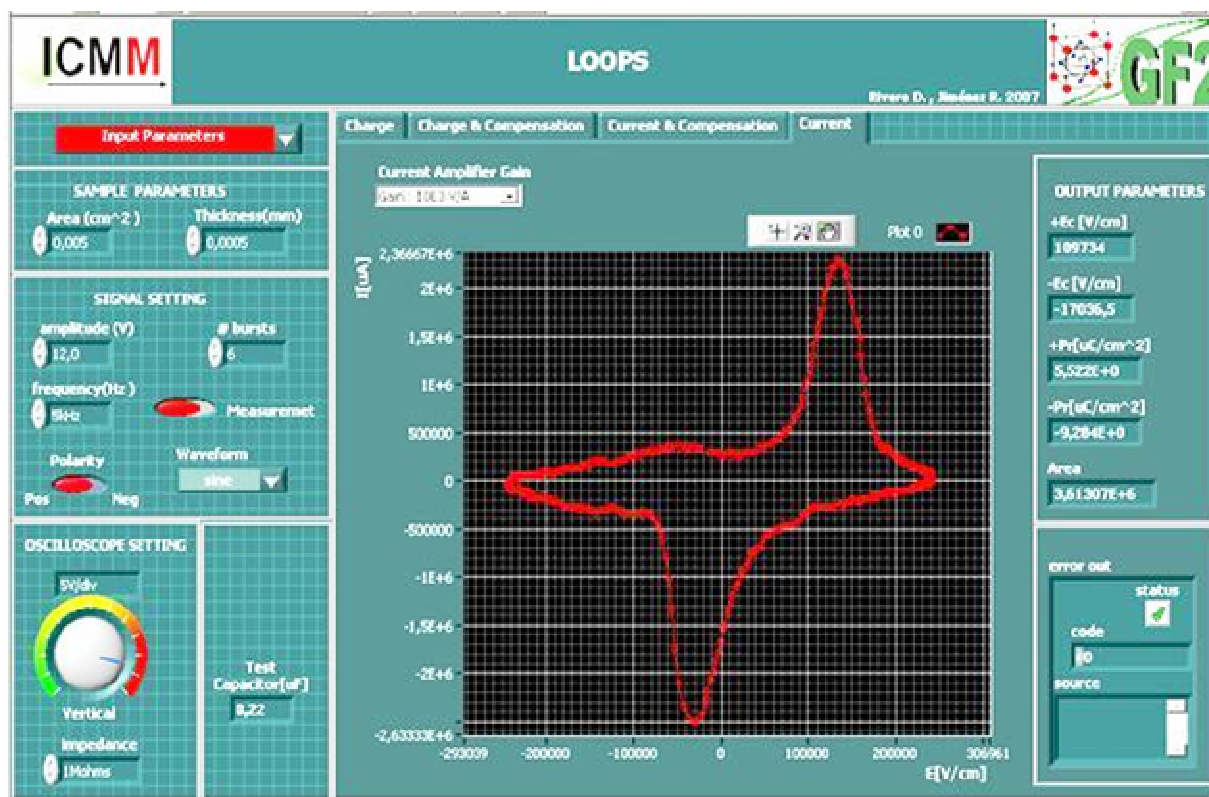 ICMM
LOOPS
Rivero D. , Jiménez R. 2007
GF2
Input Parameters
Charge
Charge & Compensation
Current & Compensation
Current
SAMPLE PARAMETERS
Area (cm^2 )
Thickness(mm)
0,005
0,0005
SIGNAL SETTING
amplitude (V)
# bursts
12,0
6
frequency(Hz )
5kHz
Measuremet
Polarity
Waveform
Pos
Neg
sine
OSCILLOSCOPE SETTING
5V/div
Vertical
impedance
1Mohms
Test
Capacitor[uF]
8,22
Current Amplifier Gain
Gain: 10E3 V/A
Plot 0
I[uA]
2,36667E+6
2E+6
1,5E+6
1E+6
500000
0
-500000
-1E+6
-1,5E+6
-2E+6
-2,63333E+6
-293039
-200000
-100000
0
100000
200000
306961
E[V/cm]
OUTPUT PARAMETERS
+Ec [V/cm]
109734
-Ec [V/cm]
-17036,5
+Pr[uC/cm^2]
5,522E+0
-Pr[uC/cm^2]
-9,284E+0
Area
3,61307E+6
error out
status
code
0
source